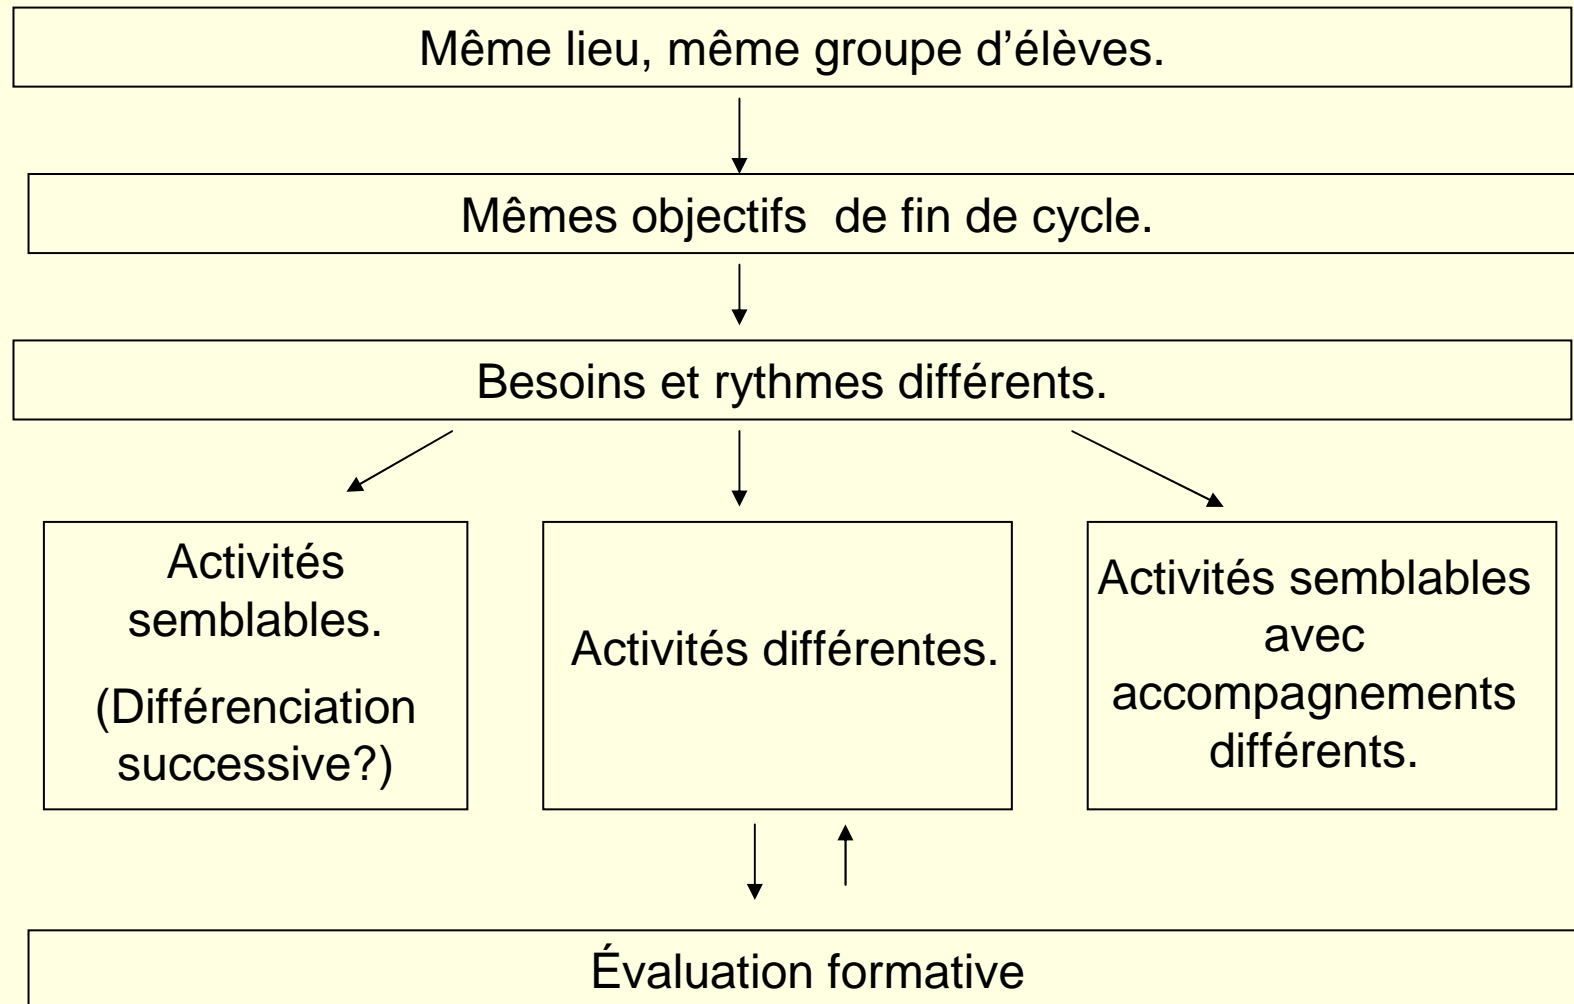 Même lieu, même groupe d’élèves.
Mêmes objectifs  de fin de cycle.
Besoins et rythmes différents.
Activités
semblables.
(Différenciation
successive?)
Activités différentes.
Activités semblables
avec
accompagnements
différents.
Évaluation formative